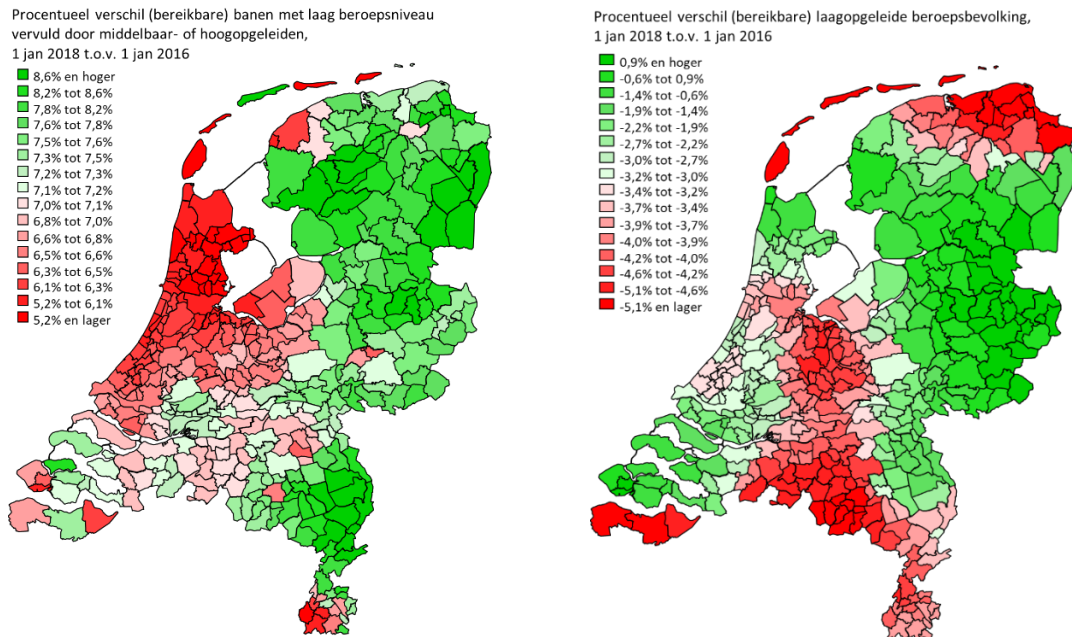 Procentueel verschil (bereikbare) banen met laag beroepsniveau
vervuld door middelbaar- of hoogopgeleiden,
1 jan 2018 t.o.v. 1 jan 2016
8,6% en hoger
8,2% tot 8,6%
7,8% tot 8,2%
7,6% tot 7,8%
7,5% tot 7,6%
7,3% tot 7,5%
7,2% tot 7,3%
7,1% tot 7,2%
7,0% tot 7,1%
6,8% tot 7,0%
6,6% tot 6,8%
6,5% tot 6,6%
6,3% tot 6,5%
6,1% tot 6,3%
5,2% tot 6,1%
5,2% en lager
Procentueel verschil (bereikbare) laagopgeleide beroepsbevolking,
1 jan 2018 t.o.v. 1 jan 2016
0,9% en hoger
-0,6% tot 0,9%
-1,4% tot -0,6%
-1,9% tot -1,4%
-2,2% tot -1,9%
-2,7% tot -2,2%
-3,0% tot -2,7%
-3,2% tot -3,0%
-3,4% tot -3,2%
-3,7% tot -3,4%
-3,9% tot -3,7%
-4,0% tot -3,9%
-4,2% tot -4,0%
-4,6% tot -4,2%
-5,1% tot -4,6%
-5,1% en lager